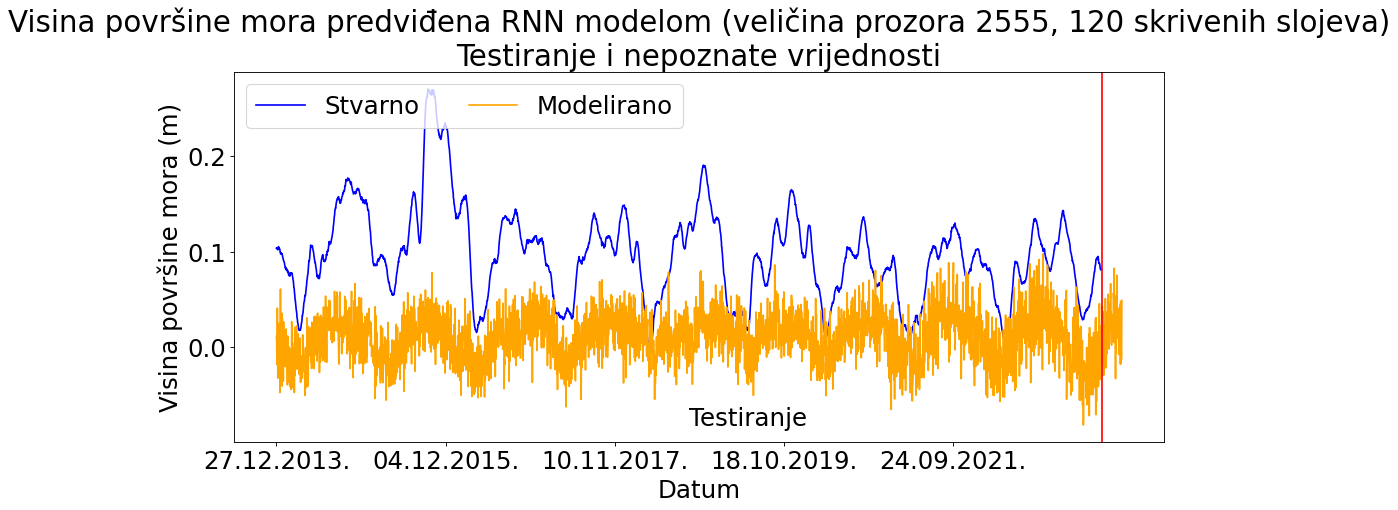 Visina površine mora predviđena RNN modelom (veličina prozora 2555, 120 skrivenih slojeva)
Testiranje i nepoznate vrijednosti
Stvarno
Modelirano
Visina površine mora (m)
0.2
0.1
0.0
Testiranje
27.12.2013.
04.12.2015.
10.11.2017.
18.10.2019.
24.09.2021.
Datum